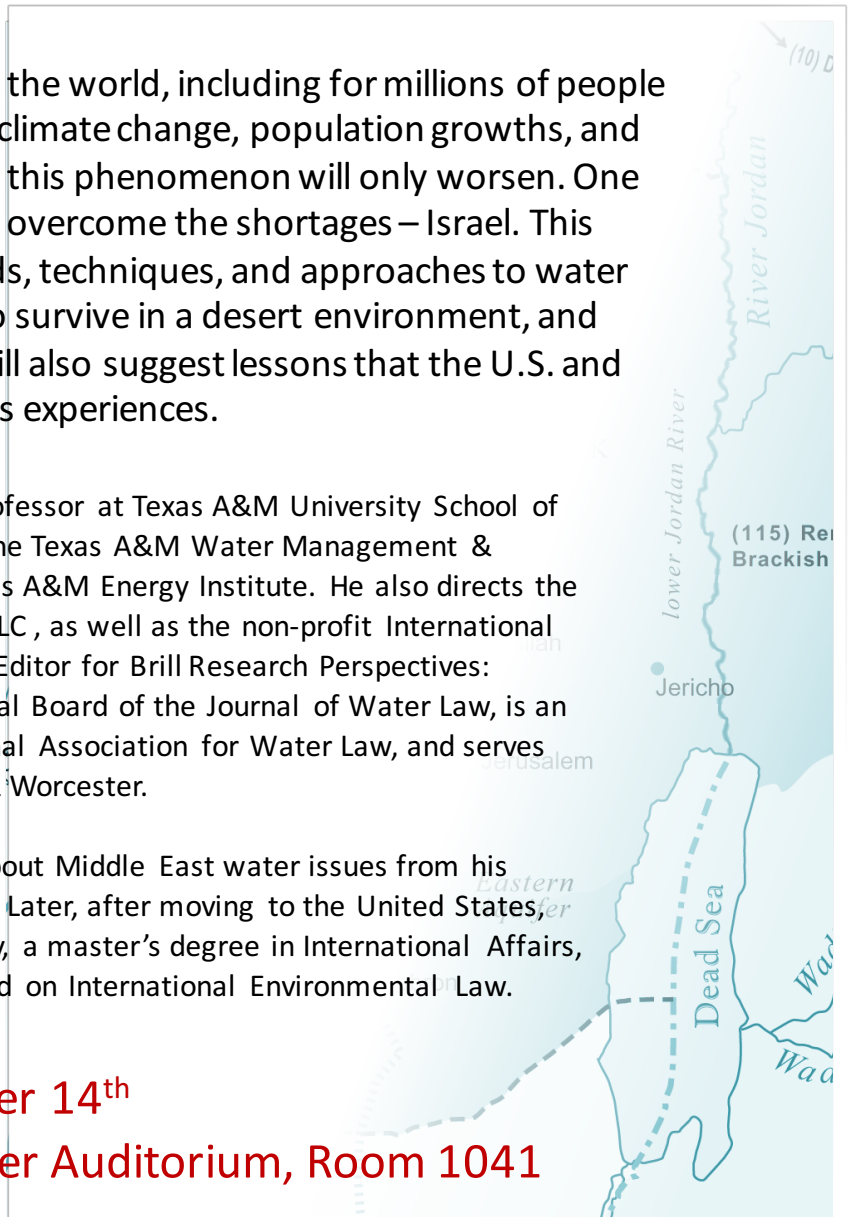 the world, including for millions of people
climate change, population growths, and
this phenomenon will only worsen. One
overcome the shortages – Israel. This
ds, techniques, and approaches to water
o survive in a desert environment, and
ill also suggest lessons that the U.S. and
s experiences.
ofessor at Texas A&M University School of
he Texas A&M Water Management &
s A&M Energy Institute. He also directs the
LC , as well as the non-profit International
Editor for Brill Research Perspectives:
al Board of the Journal of Water Law, is an
nal Association for Water Law, and serves
Worcester.
out Middle East water issues from his
Later, after moving to the United States,
y, a master's degree in International Affairs,
d on International Environmental Law.
er 14th
er Auditorium, Room 1041
(10) D
River Jordan
lower Jordan River
(115) Re
Brackish
Jericho
Jerusalem
Eastern
Dead Sea
Wad
Wad